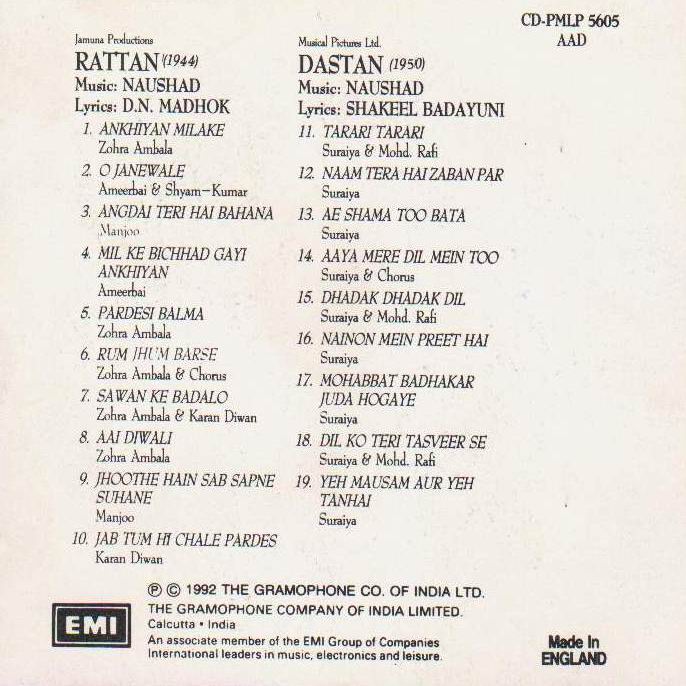 CD-PMLP 5605
AAD
Jamuna Productions
RATTAN (1944)
Music: NAUSHAD
Lyrics: D.N. MADHOK
1. ANKHIYAN MILAKE
Zohra Ambala
2. O JANEWALE
Ameerbai & Shyam-Kumar
3. ANGDAI TERI HAI BAHANA
Manjoo
4. MIL KE BICHHAD GAYI
ANKHIYAN
Ameerbai
5. PARDESI BALMA
Zohra Ambala
6. RUM JHUM BARSE
Zohra Ambala & Chorus
7. SAWAN KE BADALO
Zohra Ambala & Karan Diwan
8. AAI DIWALI
Zohra Ambala
9. JHOOTHE HAIN SAB SAPNE
SUHANE
Manjoo
10. JAB TUM HI CHALE PARDES
Karan Diwan
Musical Pictures Ltd.
DASTAN (1950)
Music: NAUSHAD
Lyrics: SHAKEEL BADAYUNI
11. TARARI TARARI
Suraiya & Mohd. Rafi
12. NAAM TERA HAI ZABAN PAR
Suraiya
13. AE SHAMA TOO BATA
Suraiya
14. AAYA MERE DIL MEIN TOO
Suraiya & Chorus
15. DHADAK DHADAK DIL
Suraiya & Mohd. Rafi
16. NAINON MEIN PREET HAI
Suraiya
17. MOHABBAT BADHAKAR
JUDA HOGAYE
Suraiya
18. DIL KO TERI TASVEER SE
Suraiya & Mohd. Rafi
19. YEH MAUSAM AUR YEH
TANHAI
Suraiya
℗ © 1992 THE GRAMOPHONE CO. OF INDIA LTD.
THE GRAMOPHONE COMPANY OF INDIA LIMITED.
Calcutta • India
An associate member of the EMI Group of Companies
International leaders in music, electronics and leisure.
EMI
Made In
ENGLAND